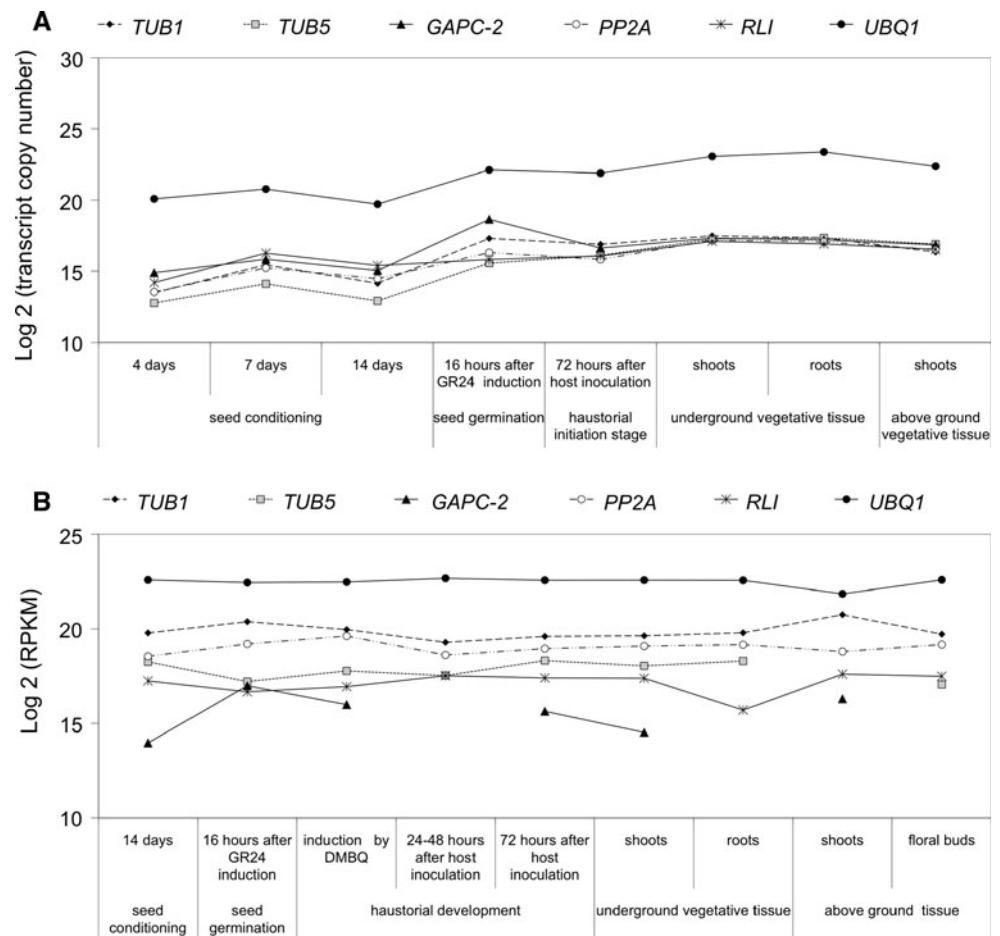 A
TUB1 TUB5 GAPC-2 PP2A RLI UBQ1
Log 2 (transcript copy number)
30
25
20
15
10
4 days 7 days 14 days 16 hours after GR24 induction 72 hours after host inoculation shoots roots shoots
seed conditioning seed germination haustorial initiation stage underground vegetative tissue above ground vegetative tissue
B
TUB1 TUB5 GAPC-2 PP2A RLI UBQ1
Log 2 (RPKM)
25
20
15
10
14 days 16 hours after GR24 induction induction by DMBQ 24-48 hours after host inoculation 72 hours after host inoculation shoots roots shoots floral buds
seed conditioning seed germination haustorial development underground vegetative tissue above ground tissue